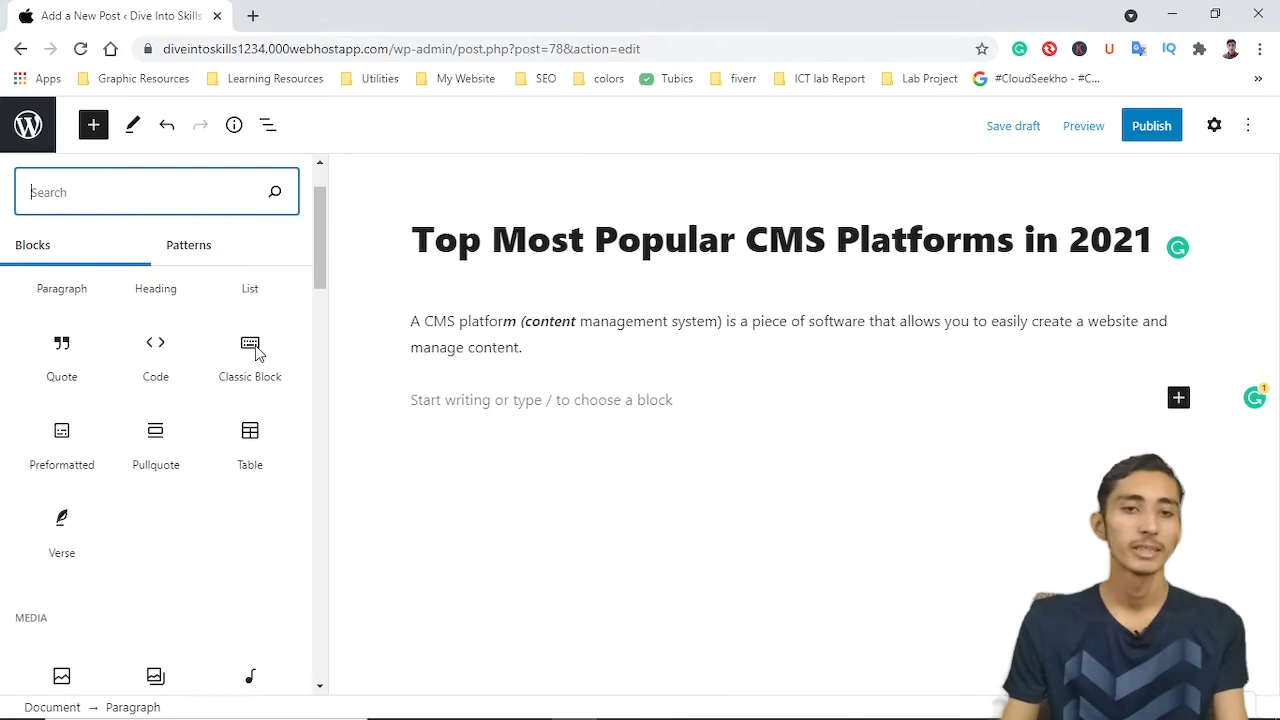 Add a New Post ‹ Dive Into Skills
diveintoskills1234.000webhostapp.com/wp-admin/post.php?post=78&action=edit
Apps Graphic Resources Learning Resources Utilities My Website SEO colors Tubics fiverr ICT lab Report Lab Project #CloudSeekho - #C... »
Save draft Preview Publish
Search
Blocks Patterns
Paragraph Heading List
Quote Code Classic Block
Preformatted Pullquote Table
Verse
MEDIA
Top Most Popular CMS Platforms in 2021
A CMS platform (content management system) is a piece of software that allows you to easily create a website and
manage content.
Start writing or type / to choose a block
1
Document → Paragraph